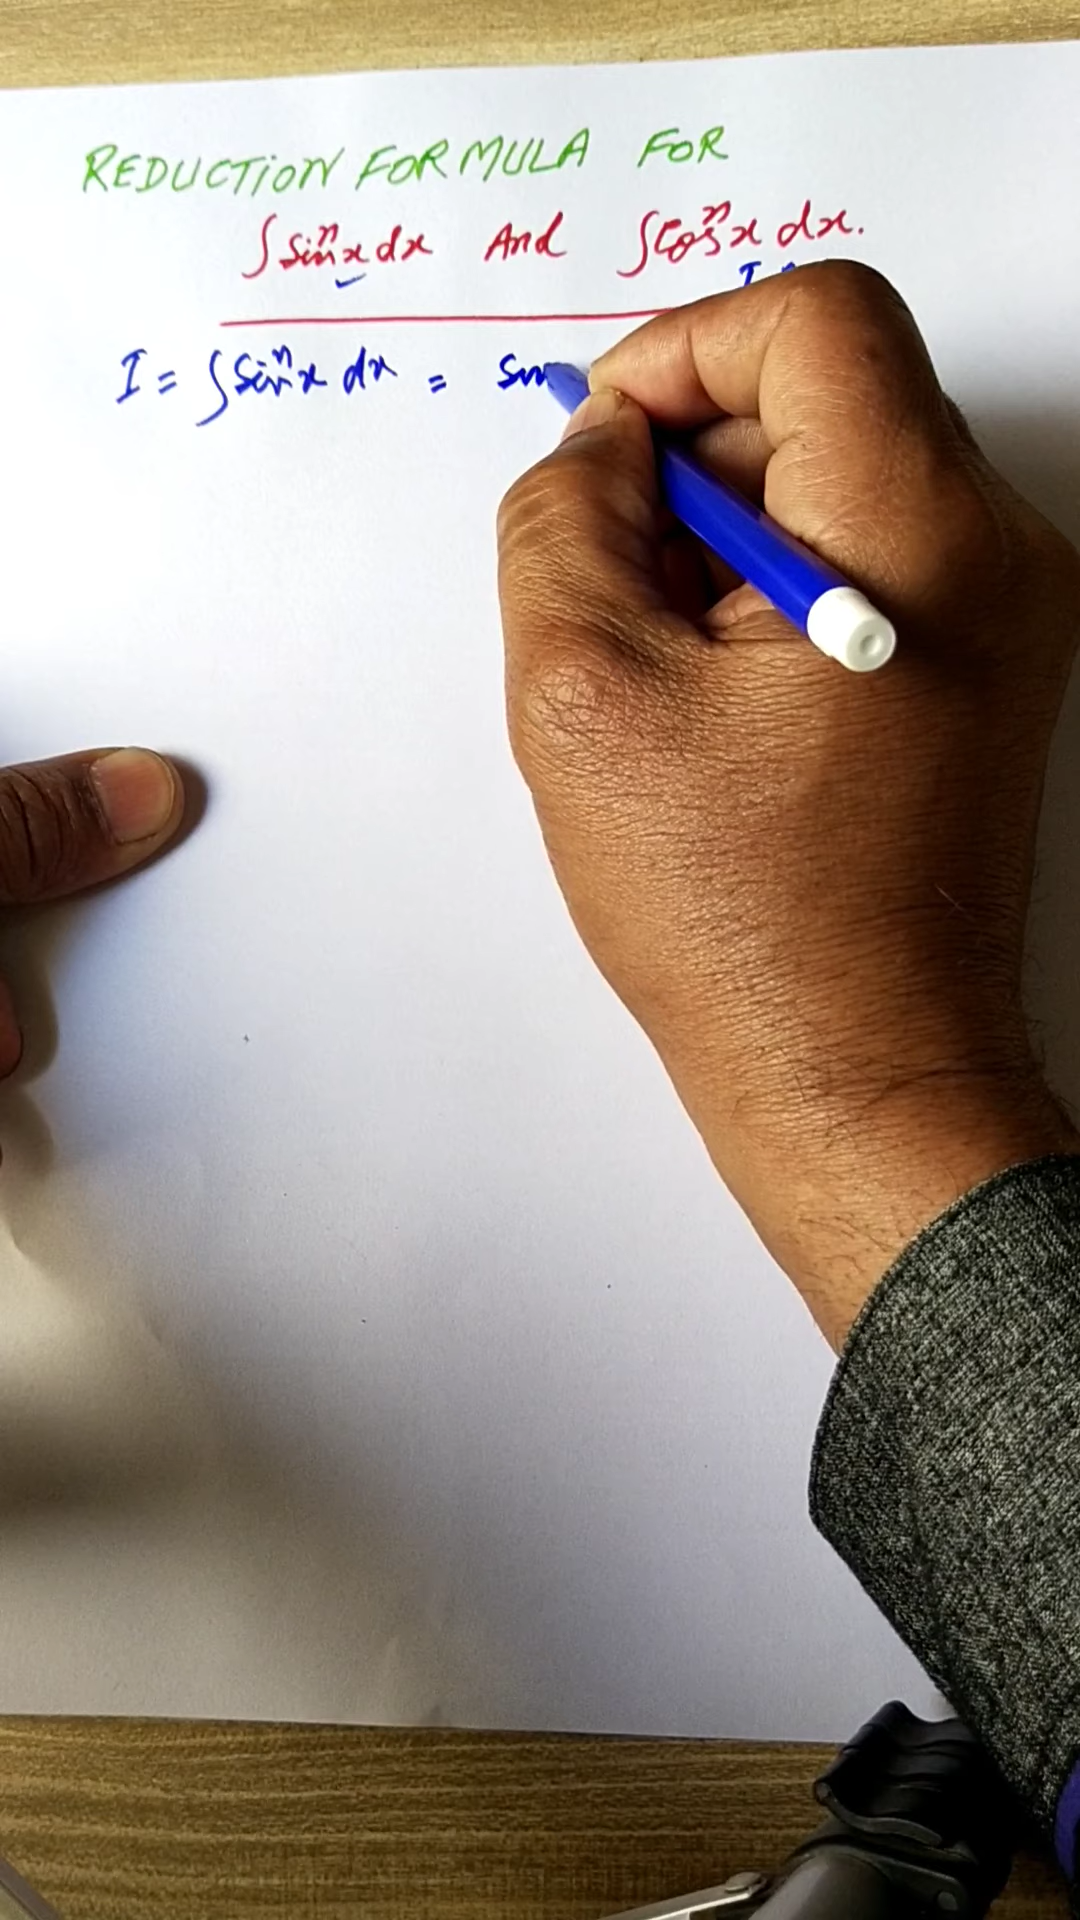 REDUCTION FORMULA FOR
∫sinⁿx dx And ∫cosⁿx dx.
I = ∫sinⁿx dx = sin